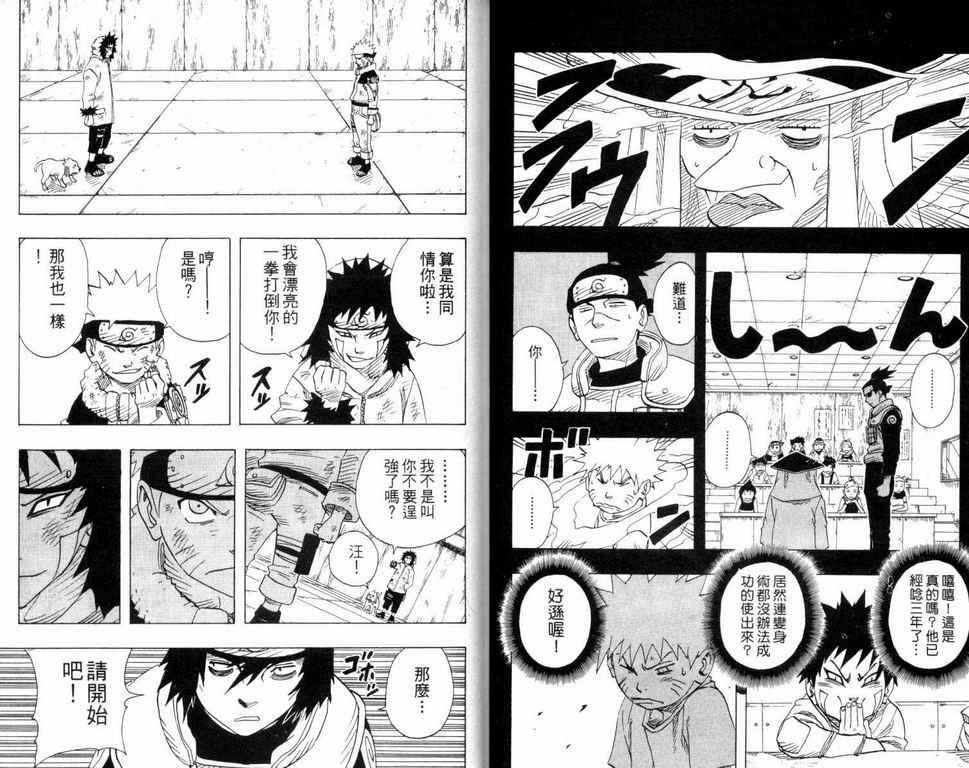 ズゥゥン
し～～ん
…………
…………
難道…
你…！
ボン
…………
嘻嘻！這是
真的嗎？他已
經唸三年了…
居然連變身
術都沒辦法成
功的使出來？
好遜喔！
算是我同
情你啦…
我會漂亮的
一拳打倒你！
スッ
哼——！
是嗎？
那我也一樣
！
スッ
………
我不是叫
你不要逞
強了嗎？
汪！
那麼…
ゴホッ
請開始
吧！